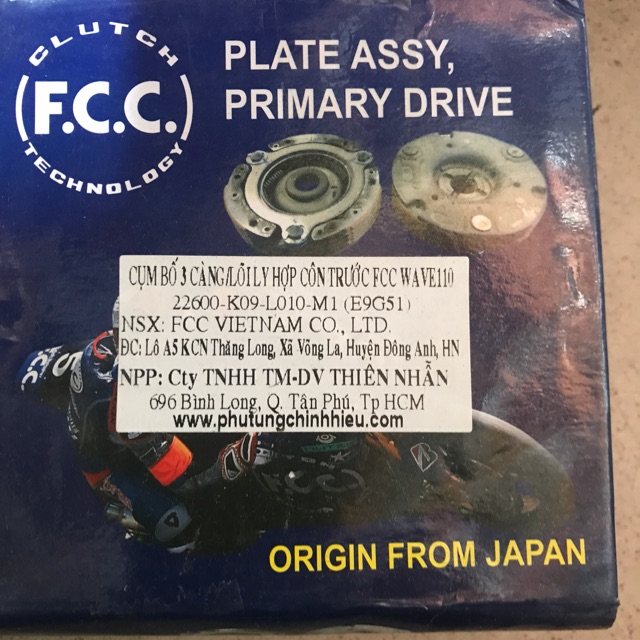 CLUTCH
F.C.C.
TECHNOLOGY
PLATE ASSY,
PRIMARY DRIVE
CỤM BỐ 3 CÀNG/LÕI LY HỢP CÔN TRƯỚC FCC WAVE110
22600-K09-L010-M1 (E9G51)
NSX: FCC VIETNAM CO., LTD.
ĐC: Lô A5 KCN Thăng Long, Xã Võng La, Huyện Đông Anh, HN
NPP: Cty TNHH TM-DV THIÊN NHẪN
696 Bình Long, Q. Tân Phú, Tp HCM
www.phutungchinhhieu.com
FCC
ORIGIN FROM JAPAN